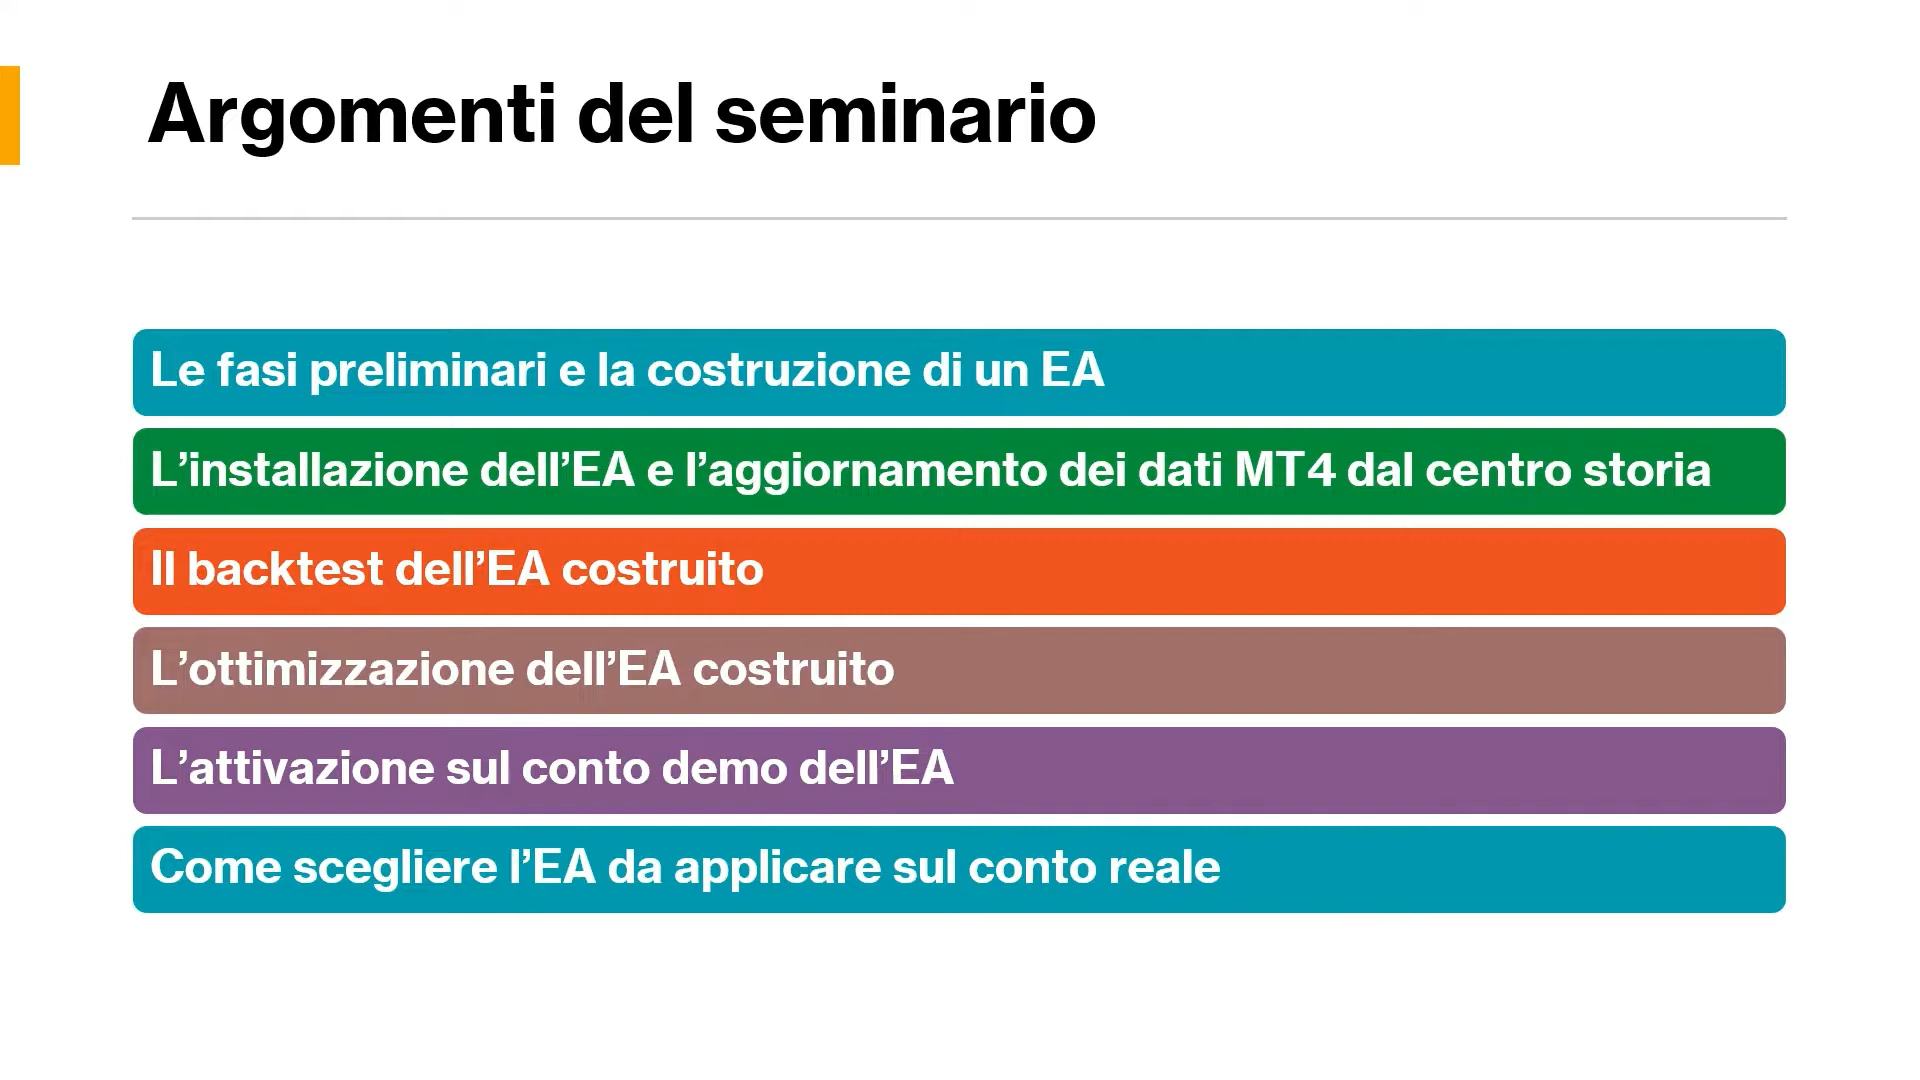 Argomenti del seminario
Le fasi preliminari e la costruzione di un EA
L’installazione dell’EA e l’aggiornamento dei dati MT4 dal centro storia
Il backtest dell’EA costruito
L’ottimizzazione dell’EA costruito
L’attivazione sul conto demo dell’EA
Come scegliere l’EA da applicare sul conto reale